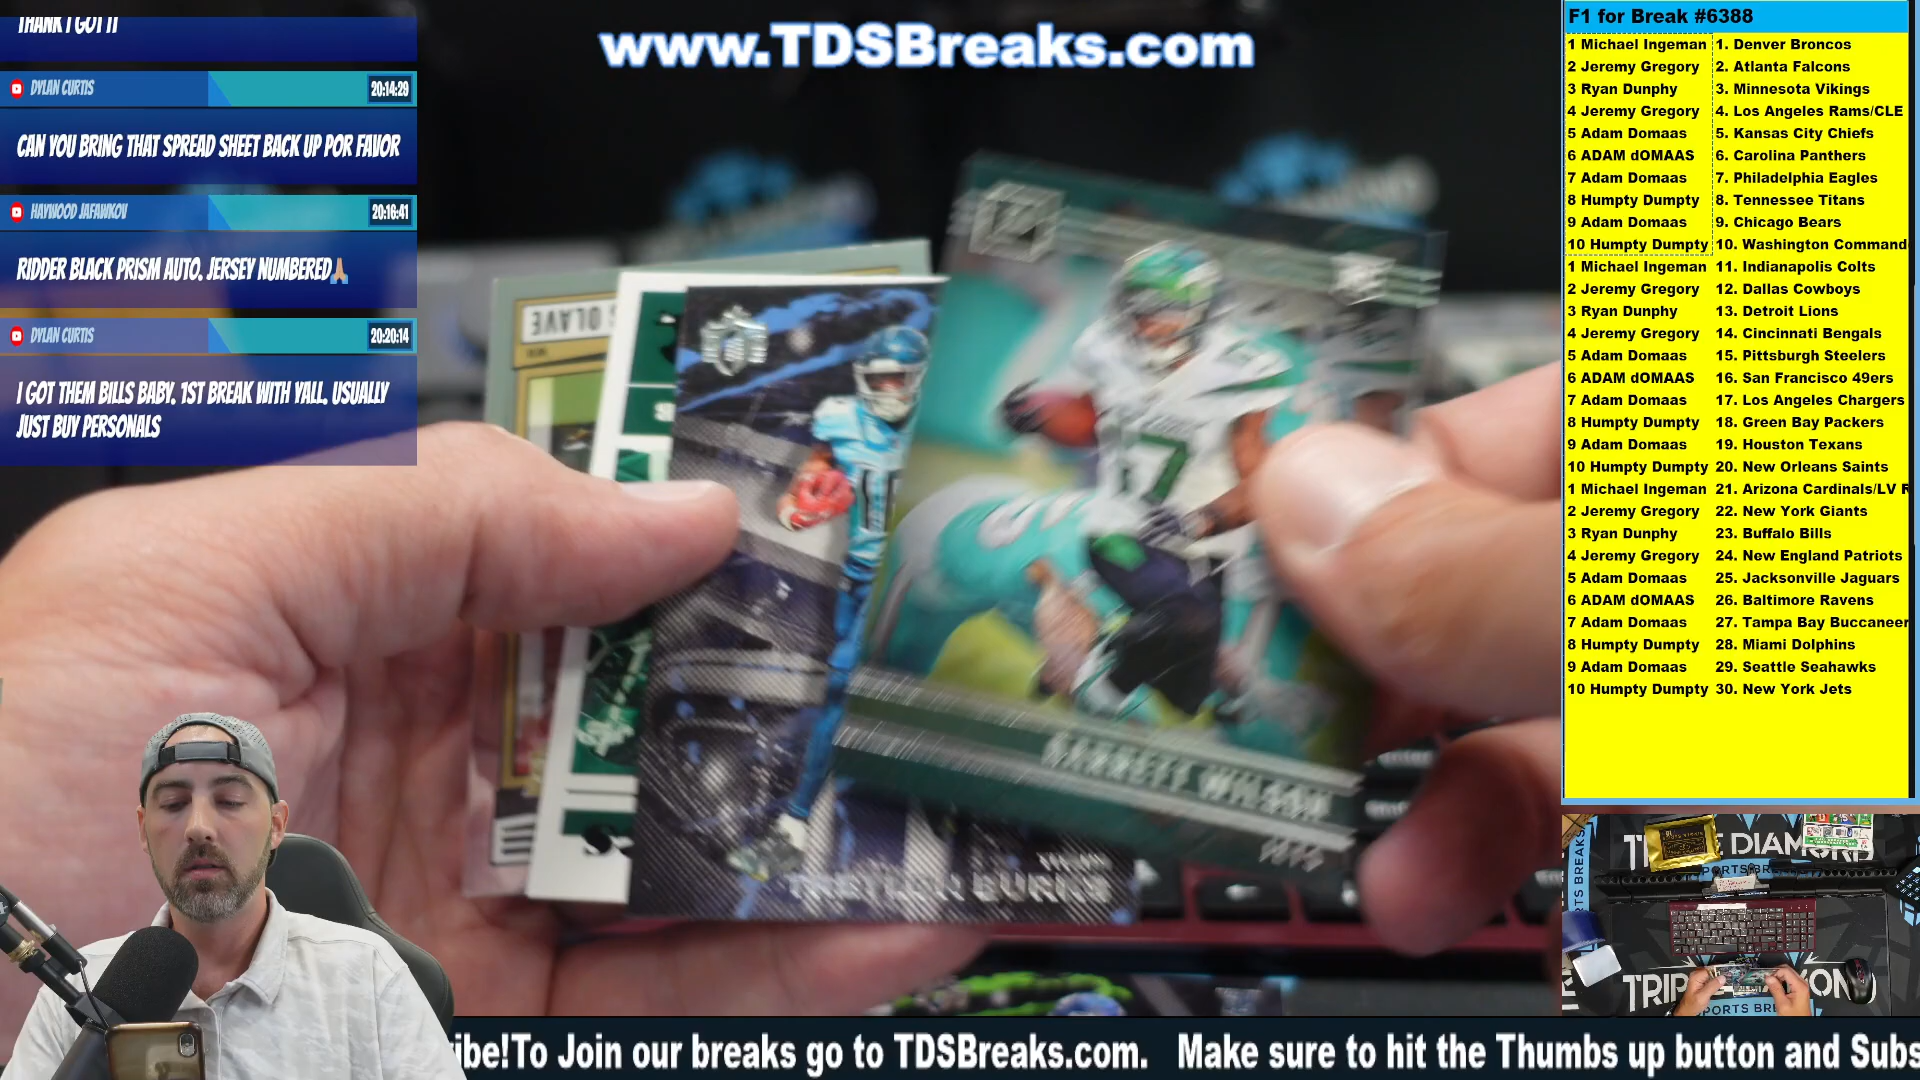 THANK I GOT IT
DYLAN CURTIS
20:14:29
CAN YOU BRING THAT SPREAD SHEET BACK UP POR FAVOR
HAYWOOD JAFAWKOV
20:16:41
RIDDER BLACK PRISM AUTO. JERSEY NUMBERED🙏🏽
DYLAN CURTIS
20:20:14
I GOT THEM BILLS BABY. 1ST BREAK WITH YALL. USUALLY
JUST BUY PERSONALS
www.TDSBreaks.com
OLAVE
17
GARRETT WILSON
JETS
TREYLON BURKS
F1 for Break #6388
1 Michael Ingeman 1. Denver Broncos
2 Jeremy Gregory 2. Atlanta Falcons
3 Ryan Dunphy 3. Minnesota Vikings
4 Jeremy Gregory 4. Los Angeles Rams/CLE
5 Adam Domaas 5. Kansas City Chiefs
6 ADAM dOMAAS 6. Carolina Panthers
7 Adam Domaas 7. Philadelphia Eagles
8 Humpty Dumpty 8. Tennessee Titans
9 Adam Domaas 9. Chicago Bears
10 Humpty Dumpty 10. Washington Command
1 Michael Ingeman 11. Indianapolis Colts
2 Jeremy Gregory 12. Dallas Cowboys
3 Ryan Dunphy 13. Detroit Lions
4 Jeremy Gregory 14. Cincinnati Bengals
5 Adam Domaas 15. Pittsburgh Steelers
6 ADAM dOMAAS 16. San Francisco 49ers
7 Adam Domaas 17. Los Angeles Chargers
8 Humpty Dumpty 18. Green Bay Packers
9 Adam Domaas 19. Houston Texans
10 Humpty Dumpty 20. New Orleans Saints
1 Michael Ingeman 21. Arizona Cardinals/LV R
2 Jeremy Gregory 22. New York Giants
3 Ryan Dunphy 23. Buffalo Bills
4 Jeremy Gregory 24. New England Patriots
5 Adam Domaas 25. Jacksonville Jaguars
6 ADAM dOMAAS 26. Baltimore Ravens
7 Adam Domaas 27. Tampa Bay Buccaneer
8 Humpty Dumpty 28. Miami Dolphins
9 Adam Domaas 29. Seattle Seahawks
10 Humpty Dumpty 30. New York Jets
DIAMOND
SPORTS BREAKS
ibe!To Join our breaks go to TDSBreaks.com. Make sure to hit the Thumbs up button and Subs